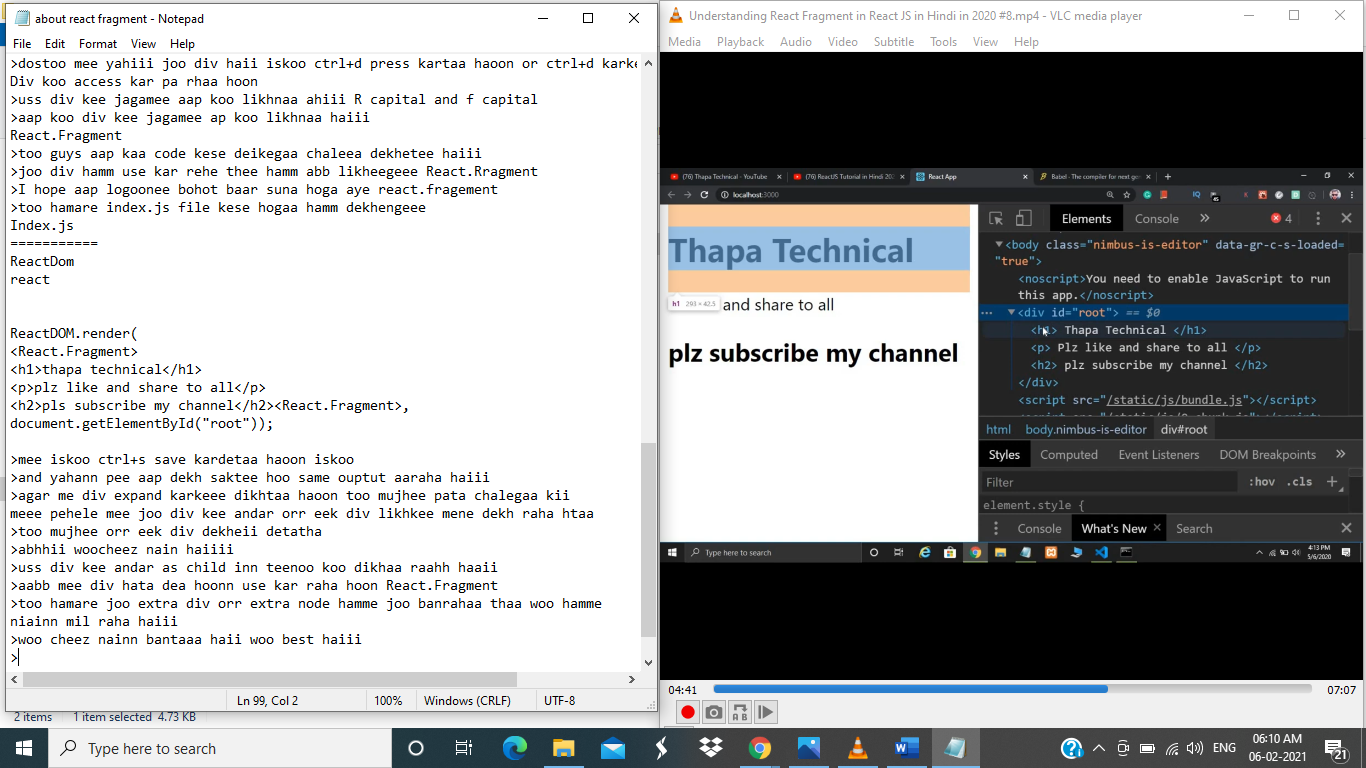 about react fragment - Notepad
File Edit Format View Help
>dostoo mee yahiii joo div haii iskoo ctrl+d press kartaa haoon or ctrl+d karke
Div koo access kar pa rhaa hoon
>uss div kee jagamee aap koo likhnaa ahiii R capital and f capital
>aap koo div kee jagamee ap koo likhnaa haiii
React.Fragment
>too guys aap kaa code kese deikegaa chaleea dekhetee haiii
>joo div hamm use kar rehe thee hamm abb likheegeee React.Rragment
>I hope aap logoonee bohot baar suna hoga aye react.fragement
>too hamare index.js file kese hogaa hamm dekhengeee
Index.js
===========
ReactDom
react
ReactDOM.render(
<React.Fragment>
<h1>thapa technical</h1>
<p>plz like and share to all</p>
<h2>pls subscribe my channel</h2><React.Fragment>,
document.getElementById("root"));
>mee iskoo ctrl+s save kardetaa haoon iskoo
>and yahann pee aap dekh saktee hoo same ouptut aaraha haiii
>agar me div expand karkeee dikhtaa haoon too mujhee pata chalegaa kii
meee pehele mee joo div kee andar orr eek div likhkee mene dekh raha htaa
>too mujhee orr eek div dekheii detatha
>abhhii woocheez nain haiiii
>uss div kee andar as child inn teenoo koo dikhaa raahh haaii
>aabb mee div hata dea hoonn use kar raha hoon React.Fragment
>too hamare joo extra div orr extra node hamme joo banrahaa thaa woo hamme
niainn mil raha haiii
>woo cheez nainn bantaaa haii woo best haiii
>
Ln 99, Col 2 100% Windows (CRLF) UTF-8
2 items 1 item selected 4.73 KB
Understanding React Fragment in React JS in Hindi in 2020 #8.mp4 - VLC media player
Media Playback Audio Video Subtitle Tools View Help
(76) Thapa Technical - YouTube (76) ReactJS Tutorial in Hindi 202 React App Babel - The compiler for next ge
localhost:3000
Thapa Technical
h1 293 × 42.5
and share to all
plz subscribe my channel
Elements Console » 4
<body class="nimbus-is-editor" data-gr-c-s-loaded=
"true">
<noscript>You need to enable JavaScript to run
this app.</noscript>
<div id="root"> == $0
<h1> Thapa Technical </h1>
<p> Plz like and share to all </p>
<h2> plz subscribe my channel </h2>
</div>
<script src="/static/js/bundle.js"></script>
html body.nimbus-is-editor div#root
Styles Computed Event Listeners DOM Breakpoints »
Filter :hov .cls +
element.style {
Console What's New Search
Type here to search
4:13 PM
5/6/2020
04:41 07:07
Type here to search
ENG
06:10 AM
06-02-2021
21